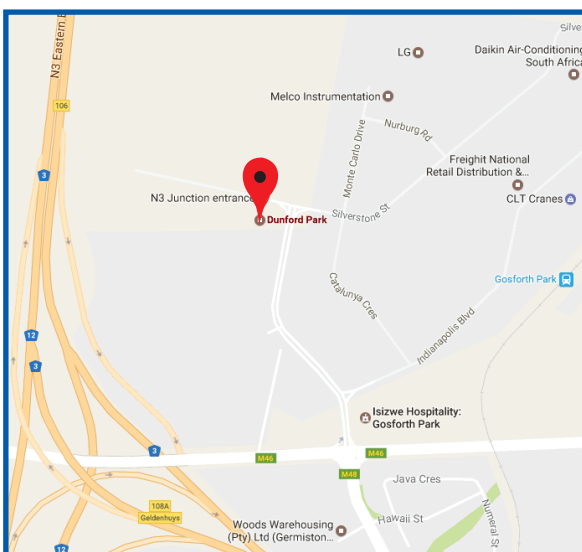 N3 Eastern
LG
Daikin Air-Conditioning
South Africa
106
Melco Instrumentation
Nurburg Rd
Monte Carlo Drive
3
Freighit National
Retail Distribution &...
N3 Junction entrance
CLT Cranes
Silverstone St
Dunford Park
Catalunya Cres
Gosforth Park
Indianapolis Blvd
12
3
Isizwe Hospitality:
Gosforth Park
3
M46
M46
M48
Java Cres
108A
Geldenhuys
Hawaii St
Numeral St
Woods Warehousing
(Pty) Ltd (Germiston...
12